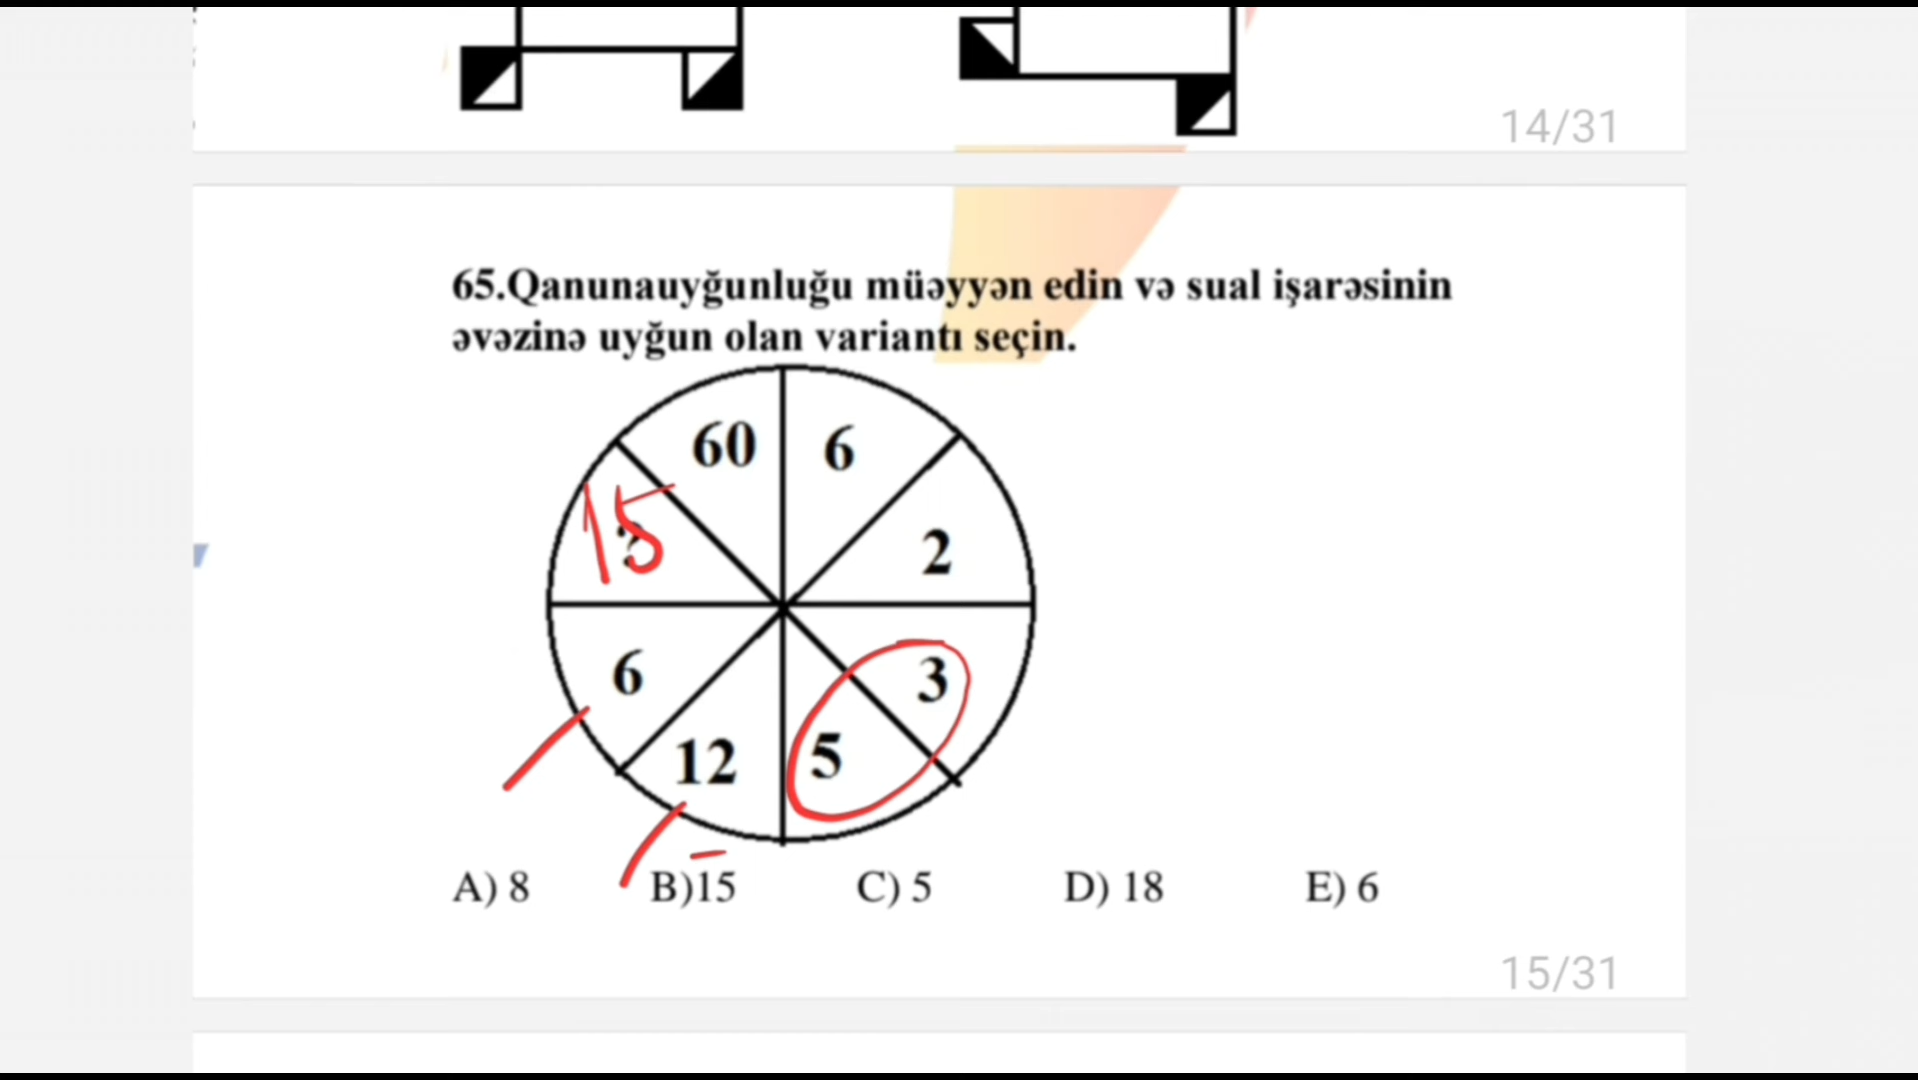 14/31
65.Qanunauyğunluğu müəyyən edin və sual işarəsinin
əvəzinə uyğun olan variantı seçin.
60 6
15 ? 2
6 3
12 5
A) 8 B)15 C) 5 D) 18 E) 6
15/31